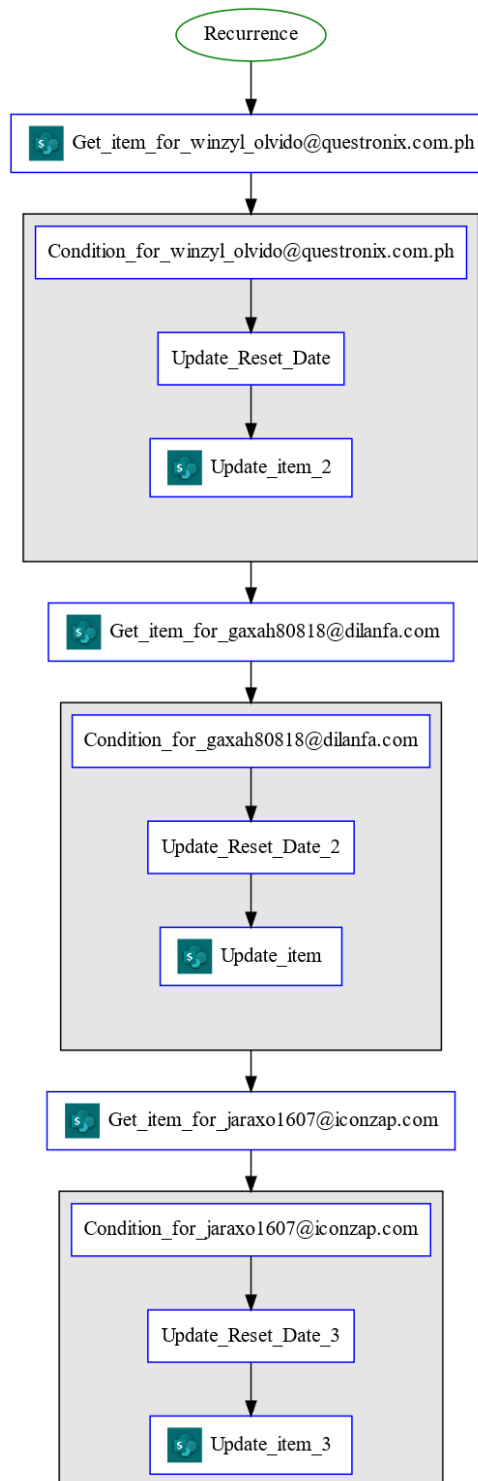 Recurrence
Get_item_for_winzyl_olvido@questronix.com.ph
Condition_for_winzyl_olvido@questronix.com.ph
Update_Reset_Date
Update_item_2
Get_item_for_gaxah80818@dilanfa.com
Condition_for_gaxah80818@dilanfa.com
Update_Reset_Date_2
Update_item
Get_item_for_jaraxo1607@iconzap.com
Condition_for_jaraxo1607@iconzap.com
Update_Reset_Date_3
Update_item_3